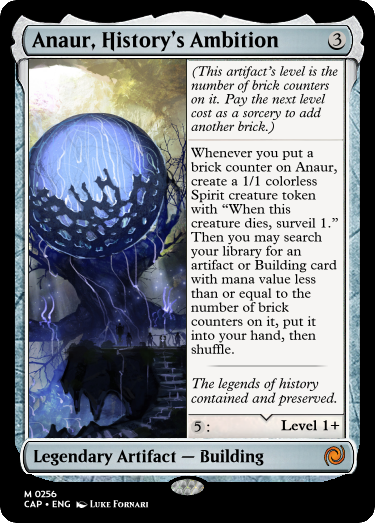 Anaur, History's Ambition
3
(This artifact's level is the
number of brick counters
on it. Pay the next level
cost as a sorcery to add
another brick.)
Whenever you put a
brick counter on Anaur,
create a 1/1 colorless
Spirit creature token
with “When this
creature dies, surveil 1.”
Then you may search
your library for an
artifact or Building card
with mana value less
than or equal to the
number of brick
counters on it, put it
into your hand, then
shuffle.
The legends of history
contained and preserved.
5 : Level 1+
Legendary Artifact — Building
M 0256
CAP • ENG Luke Fornari